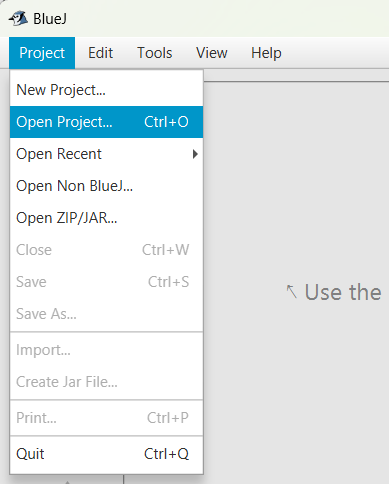 BlueJ
Project Edit Tools View Help
New Project...
Open Project... Ctrl+O
Open Recent
Open Non BlueJ...
Open ZIP/JAR...
Close Ctrl+W
Save Ctrl+S
Save As...
Import...
Create Jar File...
Print... Ctrl+P
Quit Ctrl+Q
Use the